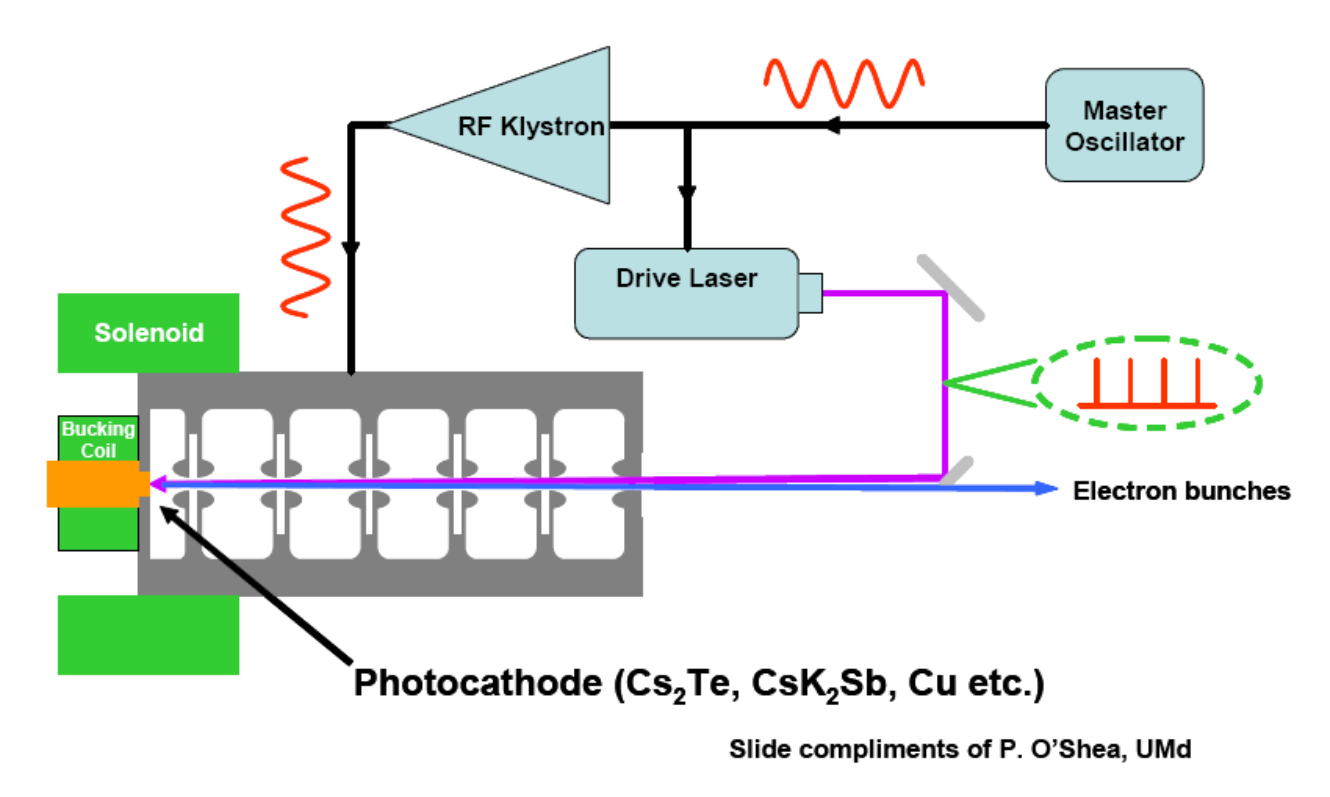 RF Klystron
Master
Oscillator
Drive Laser
Solenoid
Bucking
Coil
Electron bunches
Photocathode (Cs₂Te, CsK₂Sb, Cu etc.)
Slide compliments of P. O’Shea, UMd